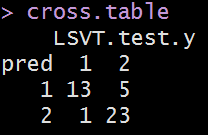 > cross.table
LSVT.test.y
pred 1 2
1 13 5
2 1 23